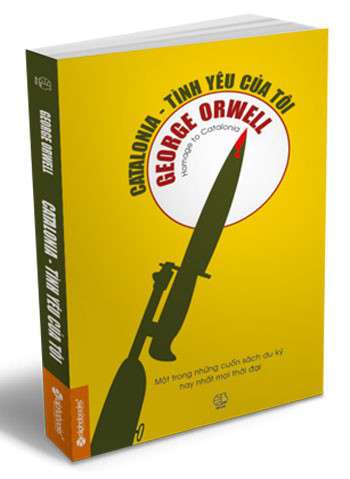 CATALONIA - TÌNH YÊU CỦA TÔI
GEORGE ORWELL
Homage to Catalonia
Một trong những cuốn sách du ký
hay nhất mọi thời đại
GEORGE ORWELL
CATALONIA - TÌNH YÊU CỦA TÔI
alphabooks